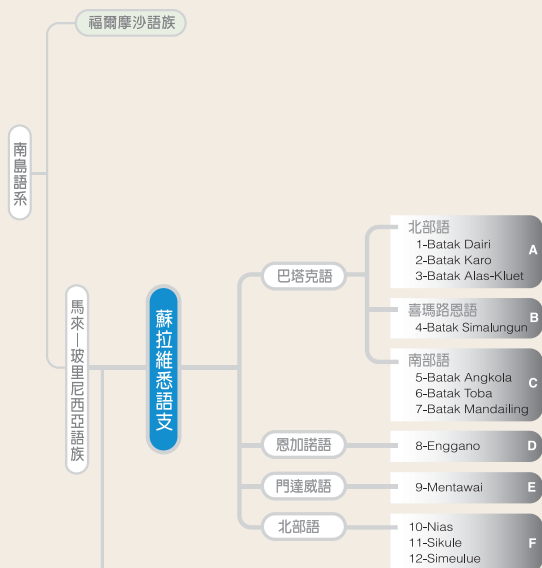 福爾摩沙語族
南島語系
馬來—玻里尼西亞語族
蘇拉維悉語支
巴塔克語
北部語
1-Batak Dairi
2-Batak Karo
3-Batak Alas-Kluet
A
喜瑪路恩語
4-Batak Simalungun
B
南部語
5-Batak Angkola
6-Batak Toba
7-Batak Mandailing
C
恩加諾語
8-Enggano
D
門達威語
9-Mentawai
E
北部語
10-Nias
11-Sikule
12-Simeulue
F